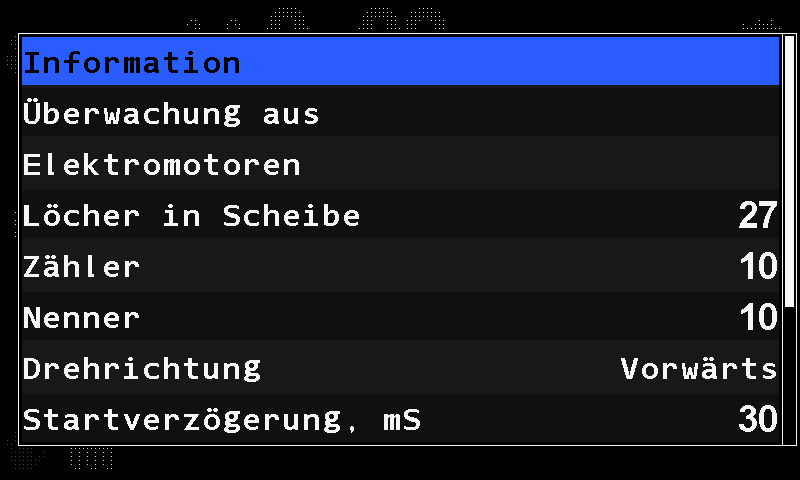 Information
Überwachung aus
Elektromotoren
Löcher in Scheibe 27
Zähler 10
Nenner 10
Drehrichtung Vorwärts
Startverzögerung, mS 30